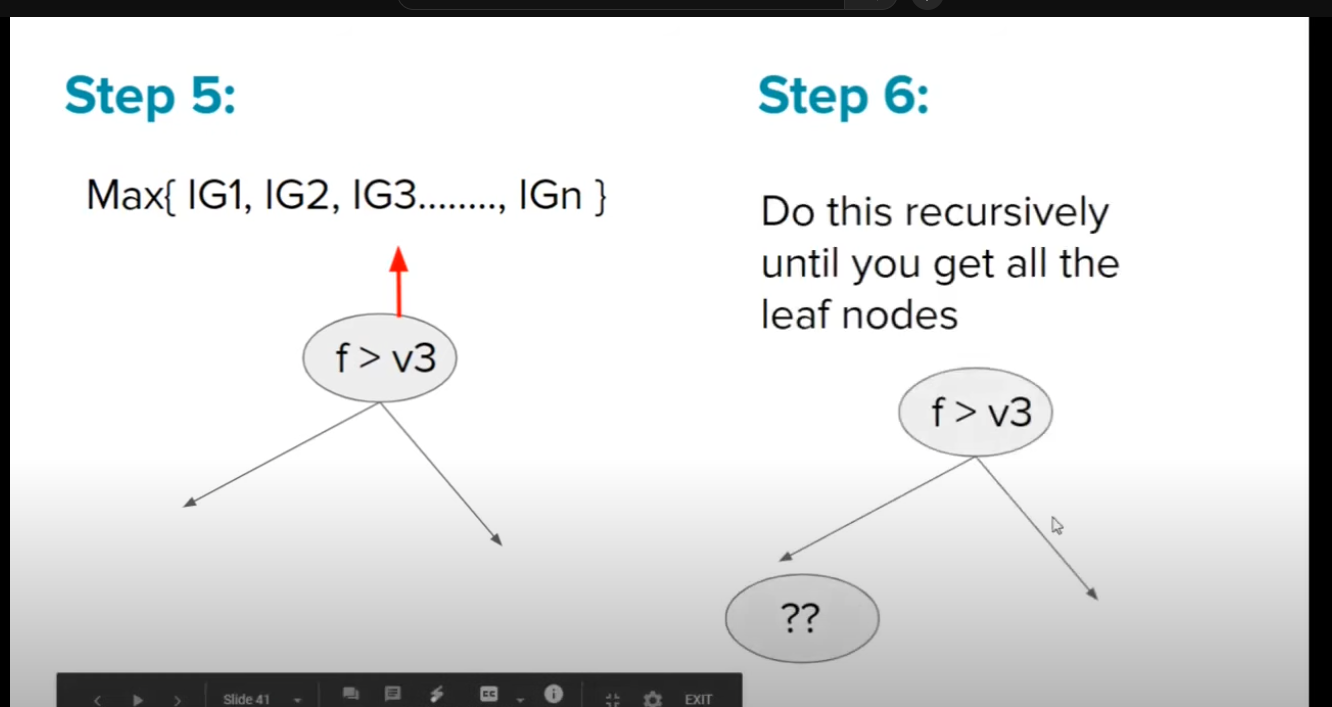 Step 5:
Max{ IG1, IG2, IG3........, IGn }
f > v3
Step 6:
Do this recursively
until you get all the
leaf nodes
f > v3
??
Slide 41
CC
EXIT